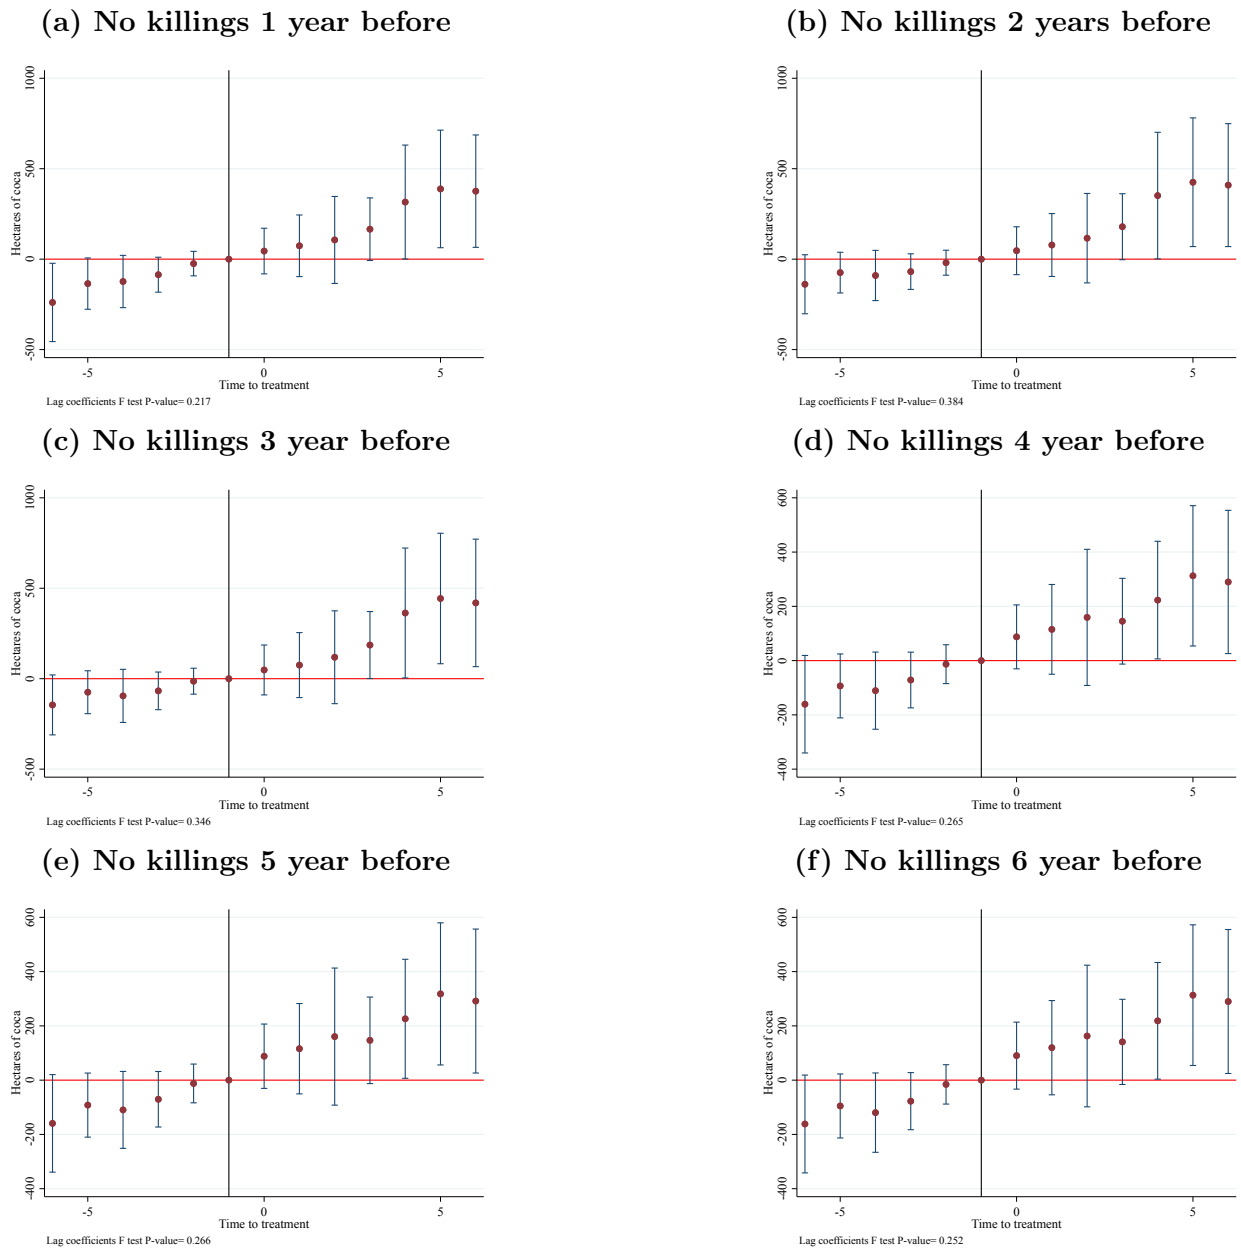 (a) No killings 1 year before
(b) No killings 2 years before
Hectares of coca
1000
500
0
-500
-5
0
5
Time to treatment
Lag coefficients F test P-value= 0.217
Hectares of coca
1000
500
0
-500
-5
0
5
Time to treatment
Lag coefficients F test P-value= 0.384
(c) No killings 3 year before
(d) No killings 4 year before
Hectares of coca
1000
500
0
-500
-5
0
5
Time to treatment
Lag coefficients F test P-value= 0.346
Hectares of coca
600
400
200
0
-200
-400
-5
0
5
Time to treatment
Lag coefficients F test P-value= 0.265
(e) No killings 5 year before
(f) No killings 6 year before
Hectares of coca
600
400
200
0
-200
-400
-5
0
5
Time to treatment
Lag coefficients F test P-value= 0.266
Hectares of coca
600
400
200
0
-200
-400
-5
0
5
Time to treatment
Lag coefficients F test P-value= 0.252